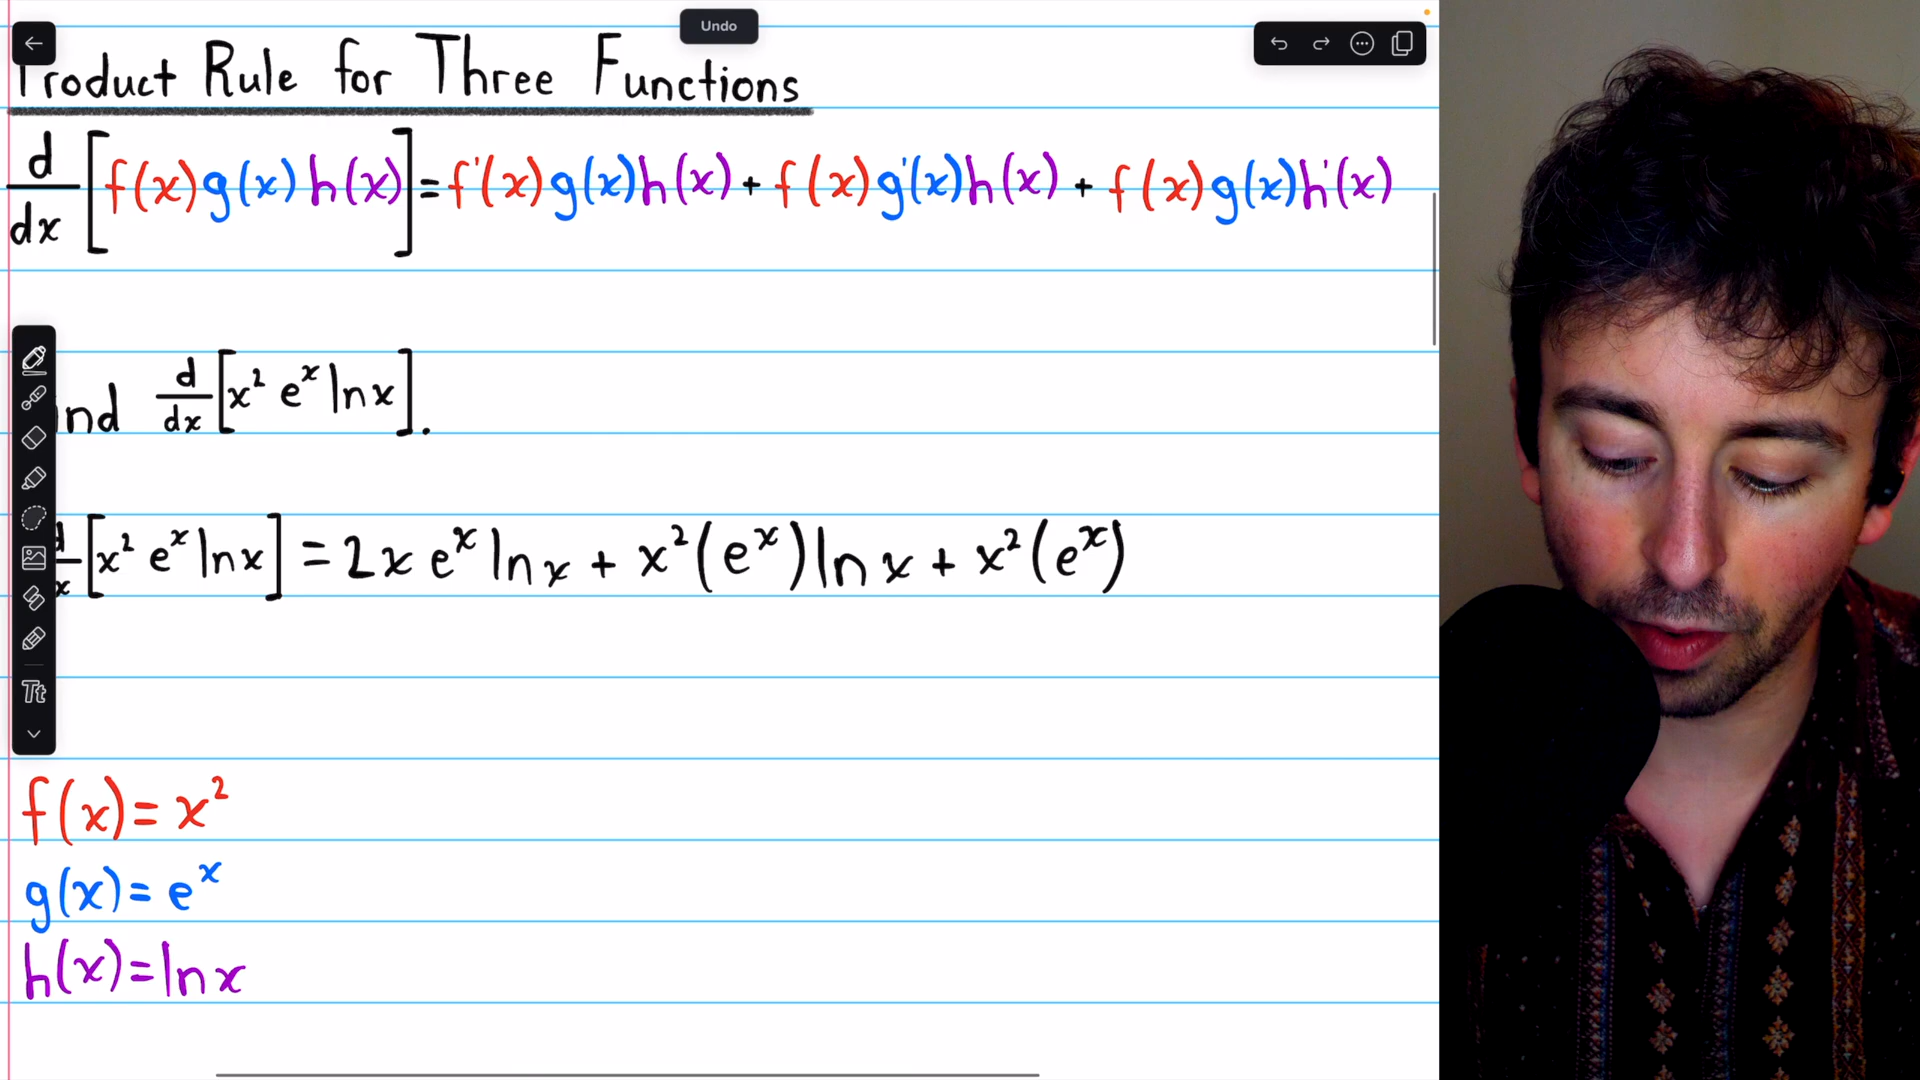 Undo
Product Rule for Three Functions
d/dx [f(x)g(x)h(x)] = f'(x)g(x)h(x) + f(x)g'(x)h(x) + f(x)g(x)h'(x)
nd d/dx [x² eˣ ln x].
d/x [x² eˣ ln x] = 2x eˣ ln x + x²(eˣ) ln x + x²(eˣ)
Tt
f(x) = x²
g(x) = eˣ
h(x) = ln x